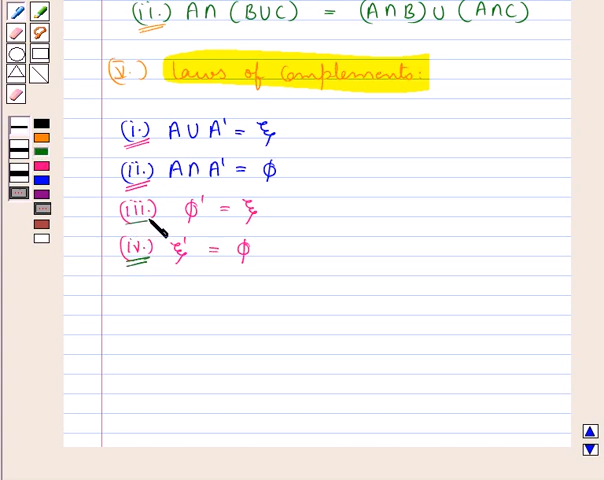 (ii.) A∩(B∪C) = (A∩B)∪(A∩C)
(v.) Laws of Complements:
(i.) A∪A' = ξ
(ii.) A∩A' = ϕ
(iii.) ϕ' = ξ
(iv.) ξ' = ϕ